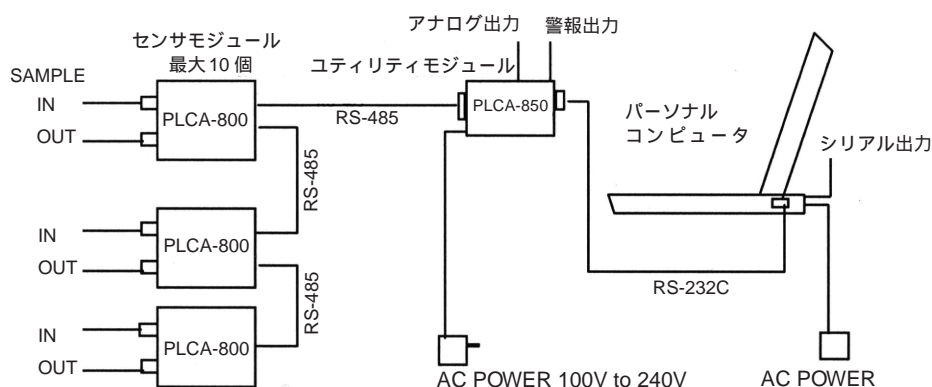 アナログ出力
警報出力
センサモジュール
最大10個
ユティリティモジュール
SAMPLE
IN
OUT
PLCA-800
RS-485
PLCA-850
パーソナル
コンピュータ
シリアル出力
RS-485
IN
OUT
PLCA-800
RS-485
RS-232C
IN
OUT
PLCA-800
AC POWER 100V to 240V
AC POWER